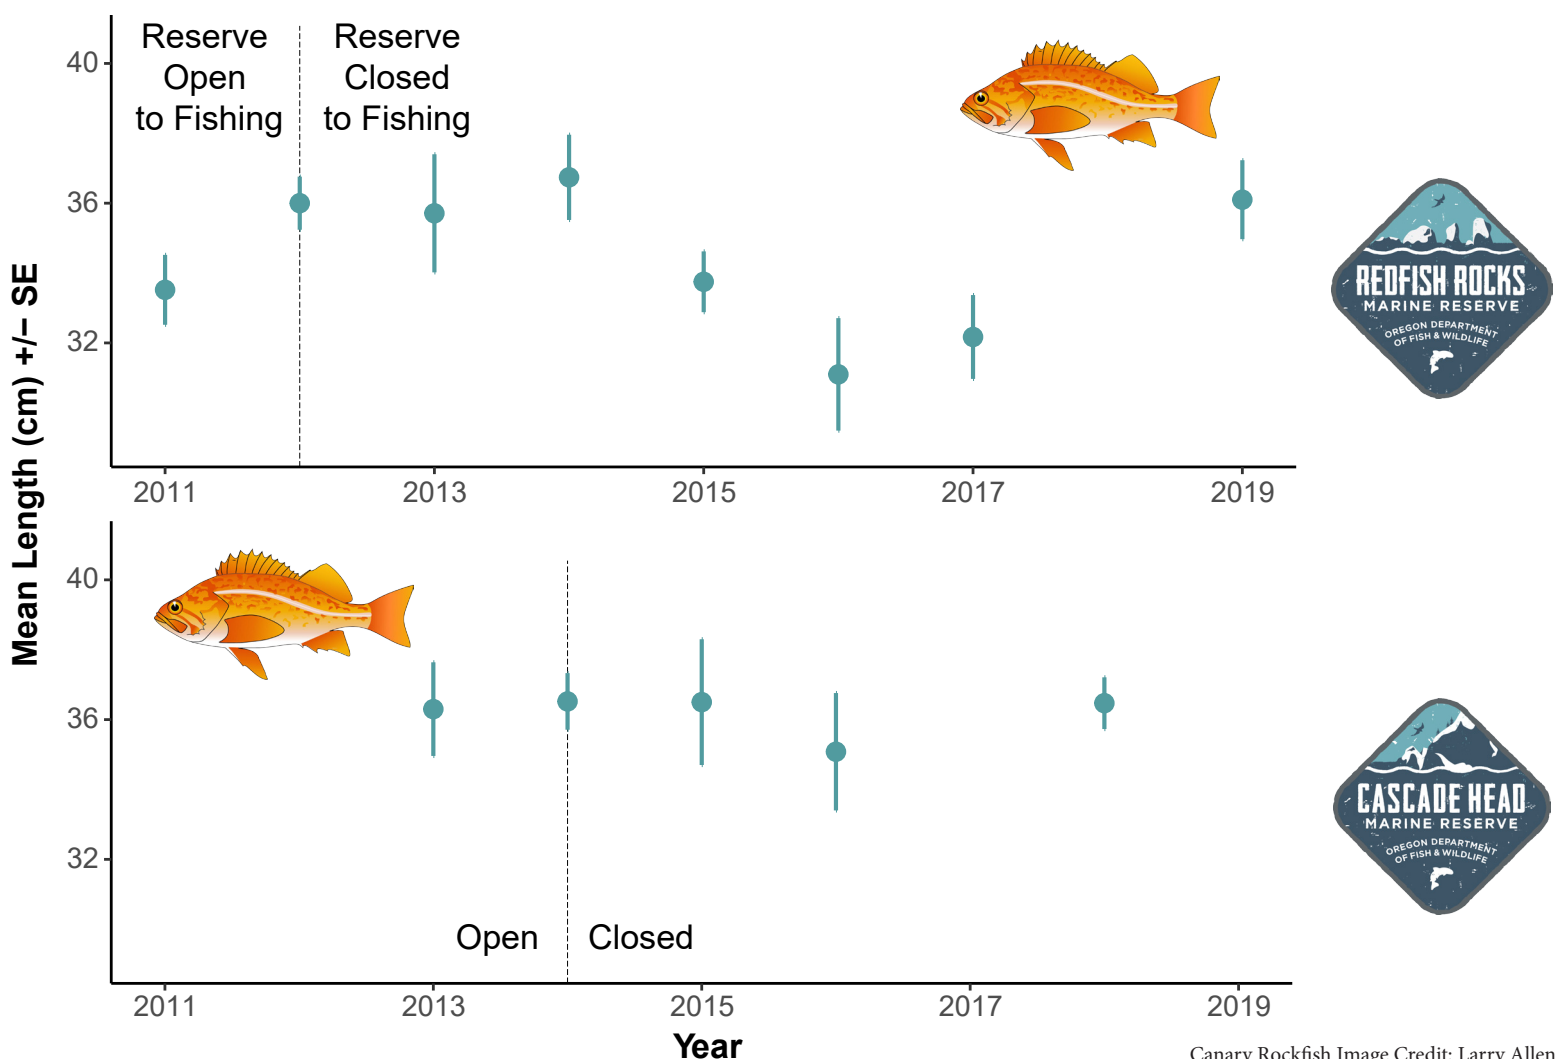 Reserve
Open
to Fishing
Reserve
Closed
to Fishing
40
36
32
2011
2013
2015
2017
2019
REDFISH ROCKS
MARINE RESERVE
OREGON DEPARTMENT
OF FISH & WILDLIFE
Mean Length (cm) +/− SE
40
36
32
Open
Closed
2011
2013
2015
2017
2019
Year
CASCADE HEAD
MARINE RESERVE
OREGON DEPARTMENT
OF FISH & WILDLIFE
Canary Rockfish Image Credit: Larry Allen